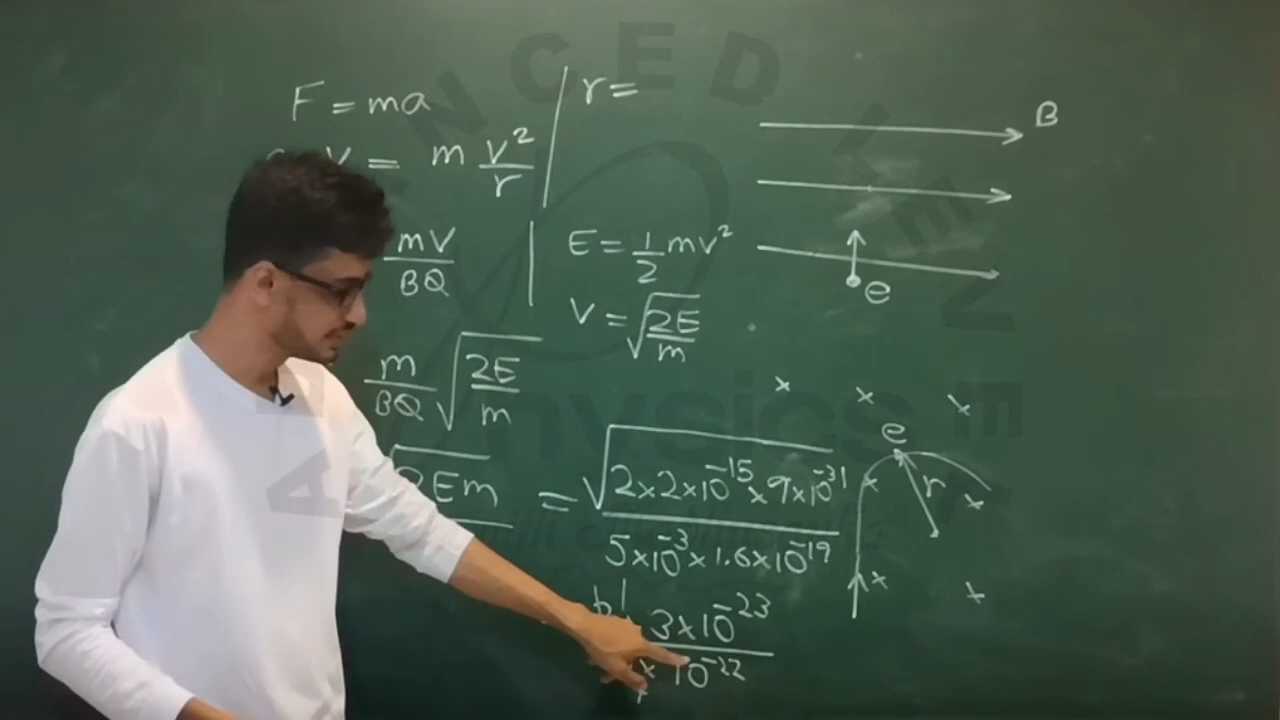 F = ma
r =
V = m V²/r
mV/BQ
E = 1/2 mv²
V = √(2E/m)
B
e
m/BQ √(2E/m)
2Em = √(2×2×10⁻¹⁵×9×10⁻³¹)/(5×10⁻³×1.6×10⁻¹⁹)
e
r
3×10⁻²³
× 10⁻²²